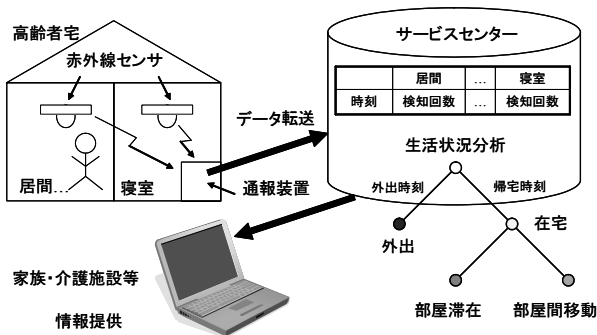 高齢者宅
赤外線センサ
居間…
寝室
通報装置
データ転送
サービスセンター
居間 … 寝室
時刻 検知回数 … 検知回数
生活状況分析
外出時刻
帰宅時刻
外出
在宅
部屋滞在
部屋間移動
家族・介護施設等
情報提供